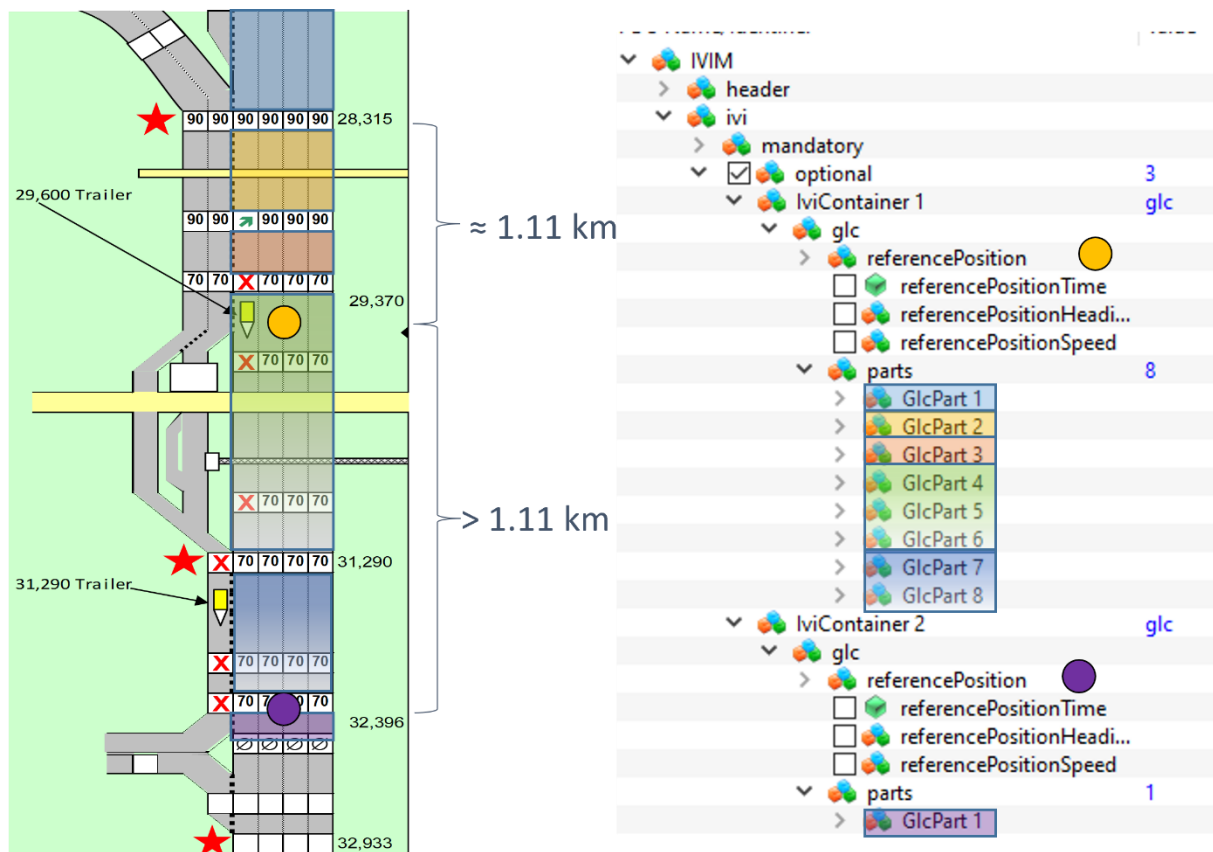 90 90 90 90 90 90 28,315
29,600 Trailer
90 90 ↗ 90 90 90
≈ 1.11 km
70 70 X 70 70 70
29,370
X 70 70 70
X 70 70 70
> 1.11 km
X 70 70 70 70 31,290
31,290 Trailer
X 70 70 70 70
X 70 7 0 70
32,396
∅ ∅ ∅ ∅
32,933
IVIM
header
ivi
mandatory
optional 3
IviContainer 1 glc
glc
referencePosition
referencePositionTime
referencePositionHeadi...
referencePositionSpeed
parts 8
GlcPart 1
GlcPart 2
GlcPart 3
GlcPart 4
GlcPart 5
GlcPart 6
GlcPart 7
GlcPart 8
IviContainer 2 glc
glc
referencePosition
referencePositionTime
referencePositionHeadi...
referencePositionSpeed
parts 1
GlcPart 1